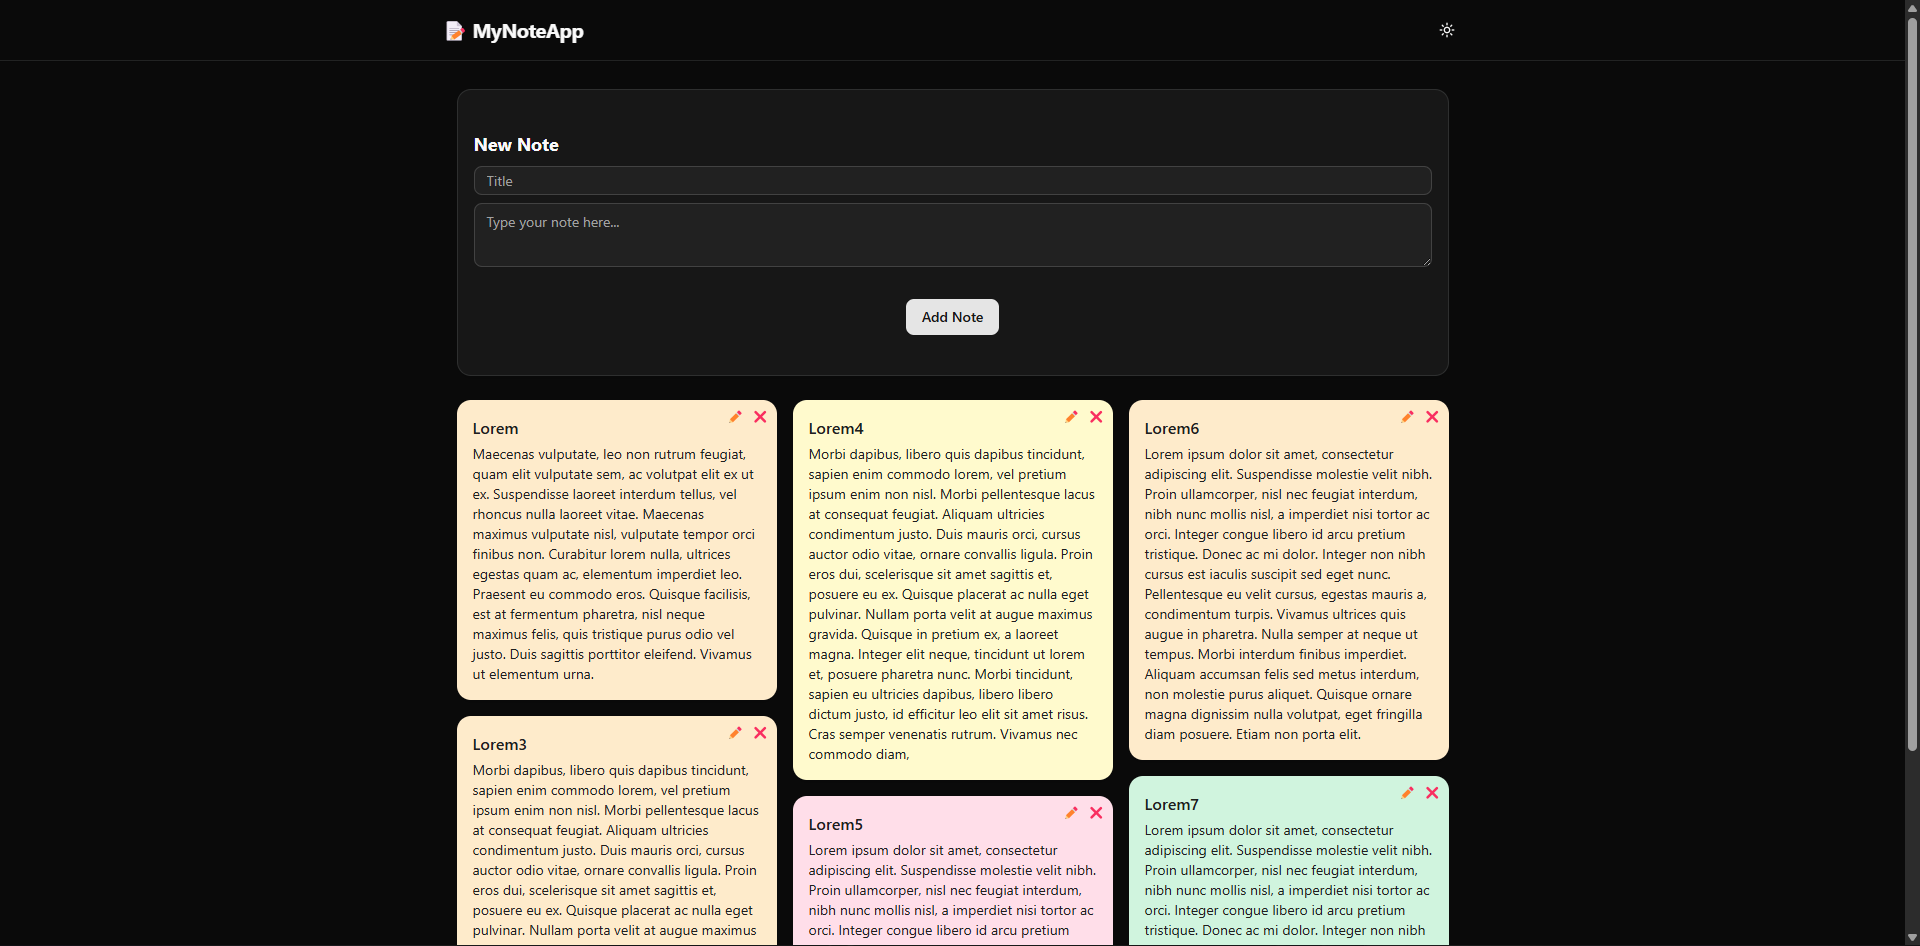 MyNoteApp
New Note
Title
Type your note here...
Add Note
Lorem
Maecenas vulputate, leo non rutrum feugiat,
quam elit vulputate sem, ac volutpat elit ex ut
ex. Suspendisse laoreet interdum tellus, vel
rhoncus nulla laoreet vitae. Maecenas
maximus vulputate nisl, vulputate tempor orci
finibus non. Curabitur lorem nulla, ultrices
egestas quam ac, elementum imperdiet leo.
Praesent eu commodo eros. Quisque facilisis,
est at fermentum pharetra, nisl neque
maximus felis, quis tristique purus odio vel
justo. Duis sagittis porttitor eleifend. Vivamus
ut elementum urna.
Lorem3
Morbi dapibus, libero quis dapibus tincidunt,
sapien enim commodo lorem, vel pretium
ipsum enim non nisl. Morbi pellentesque lacus
at consequat feugiat. Aliquam ultricies
condimentum justo. Duis mauris orci, cursus
auctor odio vitae, ornare convallis ligula. Proin
eros dui, scelerisque sit amet sagittis et,
posuere eu ex. Quisque placerat ac nulla eget
pulvinar. Nullam porta velit at augue maximus
Lorem4
Morbi dapibus, libero quis dapibus tincidunt,
sapien enim commodo lorem, vel pretium
ipsum enim non nisl. Morbi pellentesque lacus
at consequat feugiat. Aliquam ultricies
condimentum justo. Duis mauris orci, cursus
auctor odio vitae, ornare convallis ligula. Proin
eros dui, scelerisque sit amet sagittis et,
posuere eu ex. Quisque placerat ac nulla eget
pulvinar. Nullam porta velit at augue maximus
gravida. Quisque in pretium ex, a laoreet
magna. Integer elit neque, tincidunt ut lorem
et, posuere pharetra nunc. Morbi tincidunt,
sapien eu ultricies dapibus, libero libero
dictum justo, id efficitur leo elit sit amet risus.
Cras semper venenatis rutrum. Vivamus nec
commodo diam,
Lorem5
Lorem ipsum dolor sit amet, consectetur
adipiscing elit. Suspendisse molestie velit nibh.
Proin ullamcorper, nisl nec feugiat interdum,
nibh nunc mollis nisl, a imperdiet nisi tortor ac
orci. Integer congue libero id arcu pretium
Lorem6
Lorem ipsum dolor sit amet, consectetur
adipiscing elit. Suspendisse molestie velit nibh.
Proin ullamcorper, nisl nec feugiat interdum,
nibh nunc mollis nisl, a imperdiet nisi tortor ac
orci. Integer congue libero id arcu pretium
tristique. Donec ac mi dolor. Integer non nibh
cursus est iaculis suscipit sed eget nunc.
Pellentesque eu velit cursus, egestas mauris a,
condimentum turpis. Vivamus ultrices quis
augue in pharetra. Nulla semper at neque ut
tempus. Morbi interdum finibus imperdiet.
Aliquam accumsan felis sed metus interdum,
non molestie purus aliquet. Quisque ornare
magna dignissim nulla volutpat, eget fringilla
diam posuere. Etiam non porta elit.
Lorem7
Lorem ipsum dolor sit amet, consectetur
adipiscing elit. Suspendisse molestie velit nibh.
Proin ullamcorper, nisl nec feugiat interdum,
nibh nunc mollis nisl, a imperdiet nisi tortor ac
orci. Integer congue libero id arcu pretium
tristique. Donec ac mi dolor. Integer non nibh